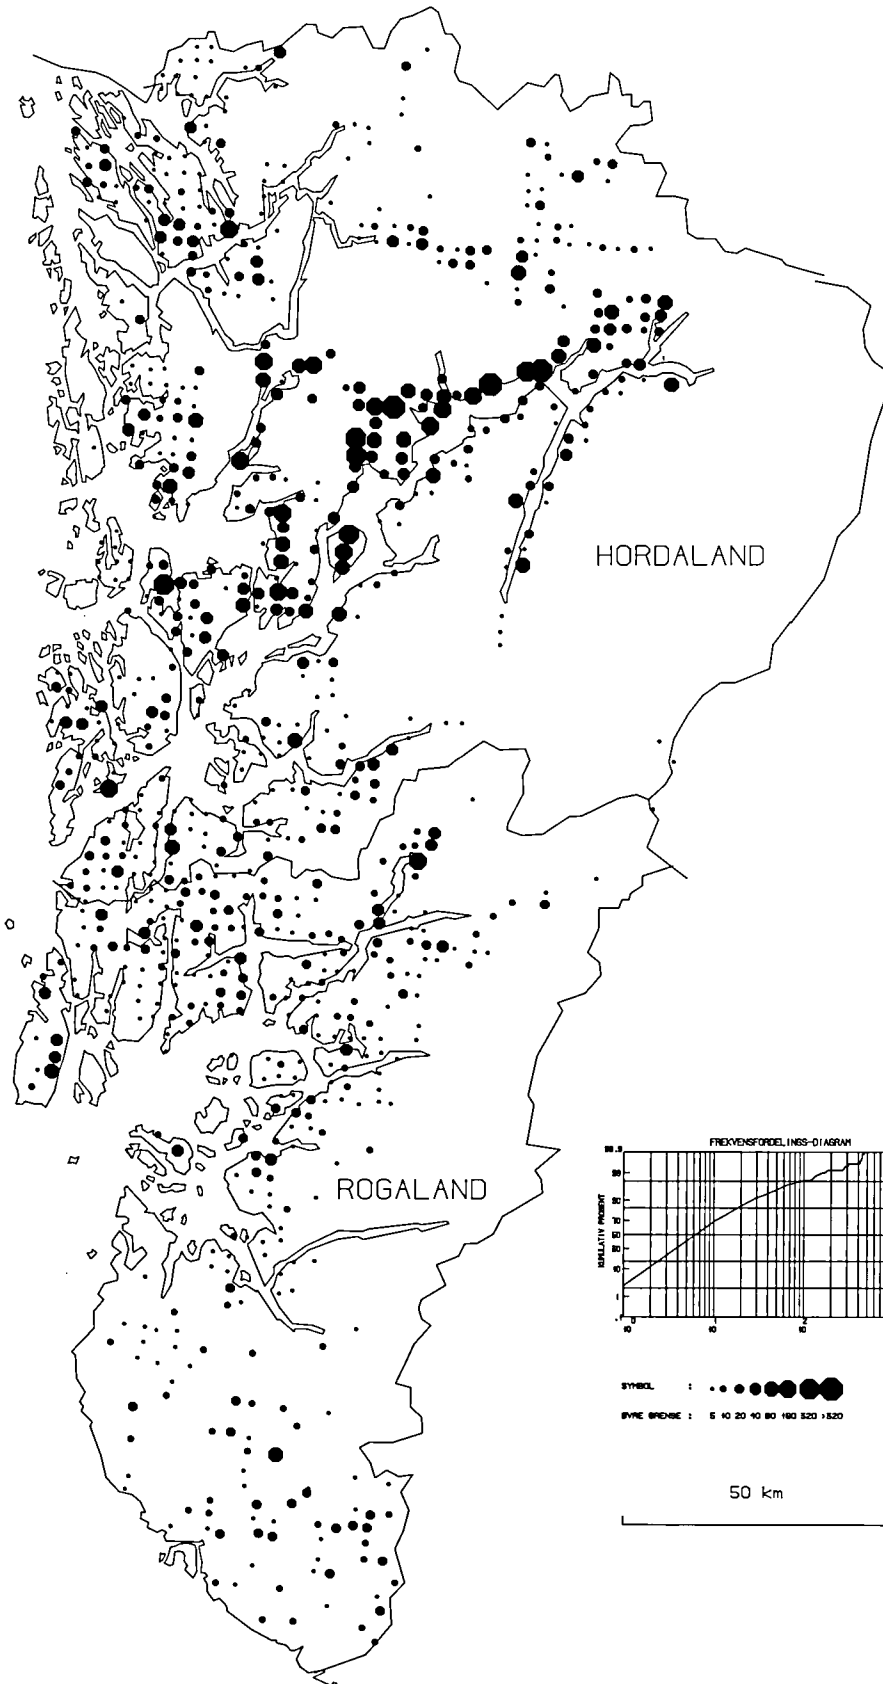 HORDALAND
ROGALAND
FREKVENSFORDELINGS-DIAGRAM
KUMULATIV PROSENT
SYMBOL :
ØVRE GRENSE : 5 10 20 40 80 160 320 >320
50 km